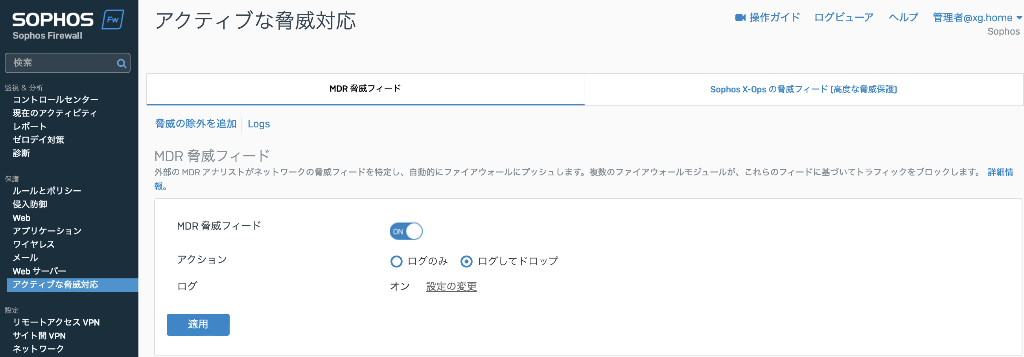 SOPHOS Fw
Sophos Firewall
検索
監視 & 分析
コントロールセンター
現在のアクティビティ
レポート
ゼロデイ対策
診断
保護
ルールとポリシー
侵入防御
Web
アプリケーション
ワイヤレス
メール
Web サーバー
アクティブな脅威対応
設定
リモートアクセス VPN
サイト間 VPN
ネットワーク
アクティブな脅威対応
操作ガイド ログビューア ヘルプ 管理者@xg.home
Sophos
MDR 脅威フィード Sophos X-Ops の脅威フィード [高度な脅威保護]
脅威の除外を追加 Logs
MDR 脅威フィード
外部の MDR アナリストがネットワークの脅威フィードを特定し、自動的にファイアウォールにプッシュします。複数のファイアウォールモジュールが、これらのフィードに基づいてトラフィックをブロックします。 詳細情
報。
MDR 脅威フィード ON
アクション ログのみ ログしてドロップ
ログ オン 設定の変更
適用